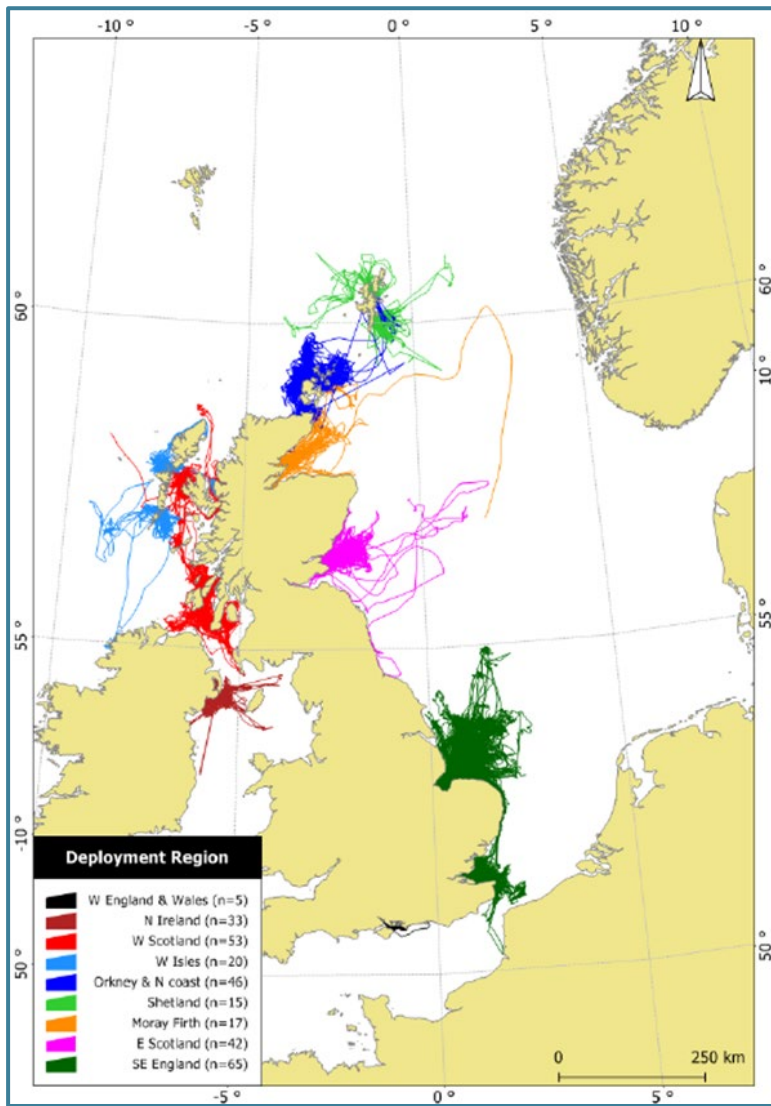 -10 °
-5 °
0 °
5 °
10 °
60 °
60 °
10 °
55 °
55 °
-10 °
50 °
50 °
Deployment Region
W England & Wales (n=5)
N Ireland (n=33)
W Scotland (n=53)
W Isles (n=20)
Orkney & N coast (n=46)
Shetland (n=15)
Moray Firth (n=17)
E Scotland (n=42)
SE England (n=65)
0 250 km
-5 °
0 °
5 °